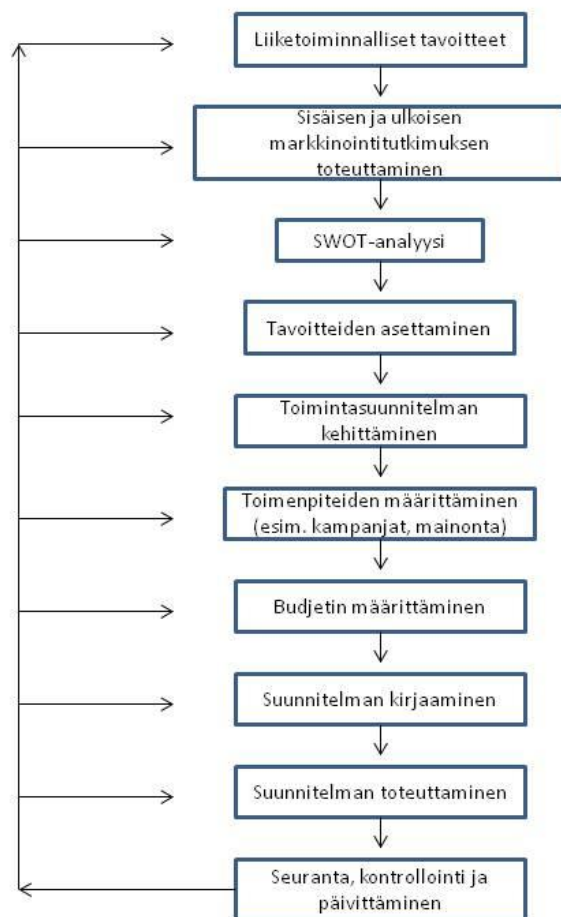 Liiketoiminnalliset tavoitteet
Sisäisen ja ulkoisen
markkinointitutkimuksen
toteuttaminen
SWOT-analyysi
Tavoitteiden asettaminen
Toimintasuunnitelman
kehittäminen
Toimenpiteiden määrittäminen
(esim. kampanjat, mainonta)
Budjetin määrittäminen
Suunnitelman kirjaaminen
Suunnitelman toteuttaminen
Seuranta, kontrollointi ja
päivittäminen